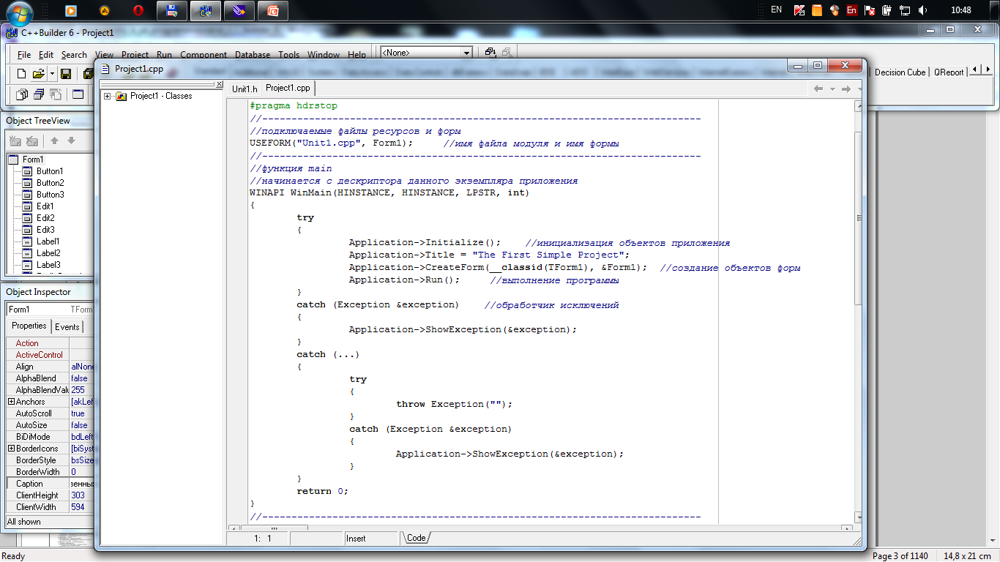 EN
En
10:48
C++Builder 6 - Project1
File Edit Search View Project Run Component Database Tools Window Help
<None>
Decision Cube QReport
Project1.cpp
Project1 - Classes
Unit1.h Project1.cpp
Object TreeView
Form1
Button1
Button2
Button3
Edit1
Edit2
Edit3
Label1
Label2
Label3
Object Inspector
Form1 TForm
Properties Events
Action
ActiveControl
Align alNone
AlphaBlend false
AlphaBlendValu 255
Anchors [akLef
AutoScroll true
AutoSize false
BiDiMode bdLeft
BorderIcons [biSyst
BorderStyle bsSize
BorderWidth 0
Caption зенных
ClientHeight 303
ClientWidth 594
All shown
#pragma hdrstop
//---------------------------------------------------------------------------
//подключаемые файлы ресурсов и форм
USEFORM("Unit1.cpp", Form1); //имя файла модуля и имя формы
//---------------------------------------------------------------------------
//функция main
//начинается с дескриптора данного экземпляра приложения
WINAPI WinMain(HINSTANCE, HINSTANCE, LPSTR, int)
{
try
{
Application->Initialize(); //инициализация объектов приложения
Application->Title = "The First Simple Project";
Application->CreateForm(__classid(TForm1), &Form1); //создание объектов форм
Application->Run(); //выполнение программы
}
catch (Exception &exception) //обработчик исключений
{
Application->ShowException(&exception);
}
catch (...)
{
try
{
throw Exception("");
}
catch (Exception &exception)
{
Application->ShowException(&exception);
}
}
return 0;
}
//---------------------------------------------------------------------------
1: 1 Insert Code
Ready
Page 3 of 1140 14,8 x 21 cm